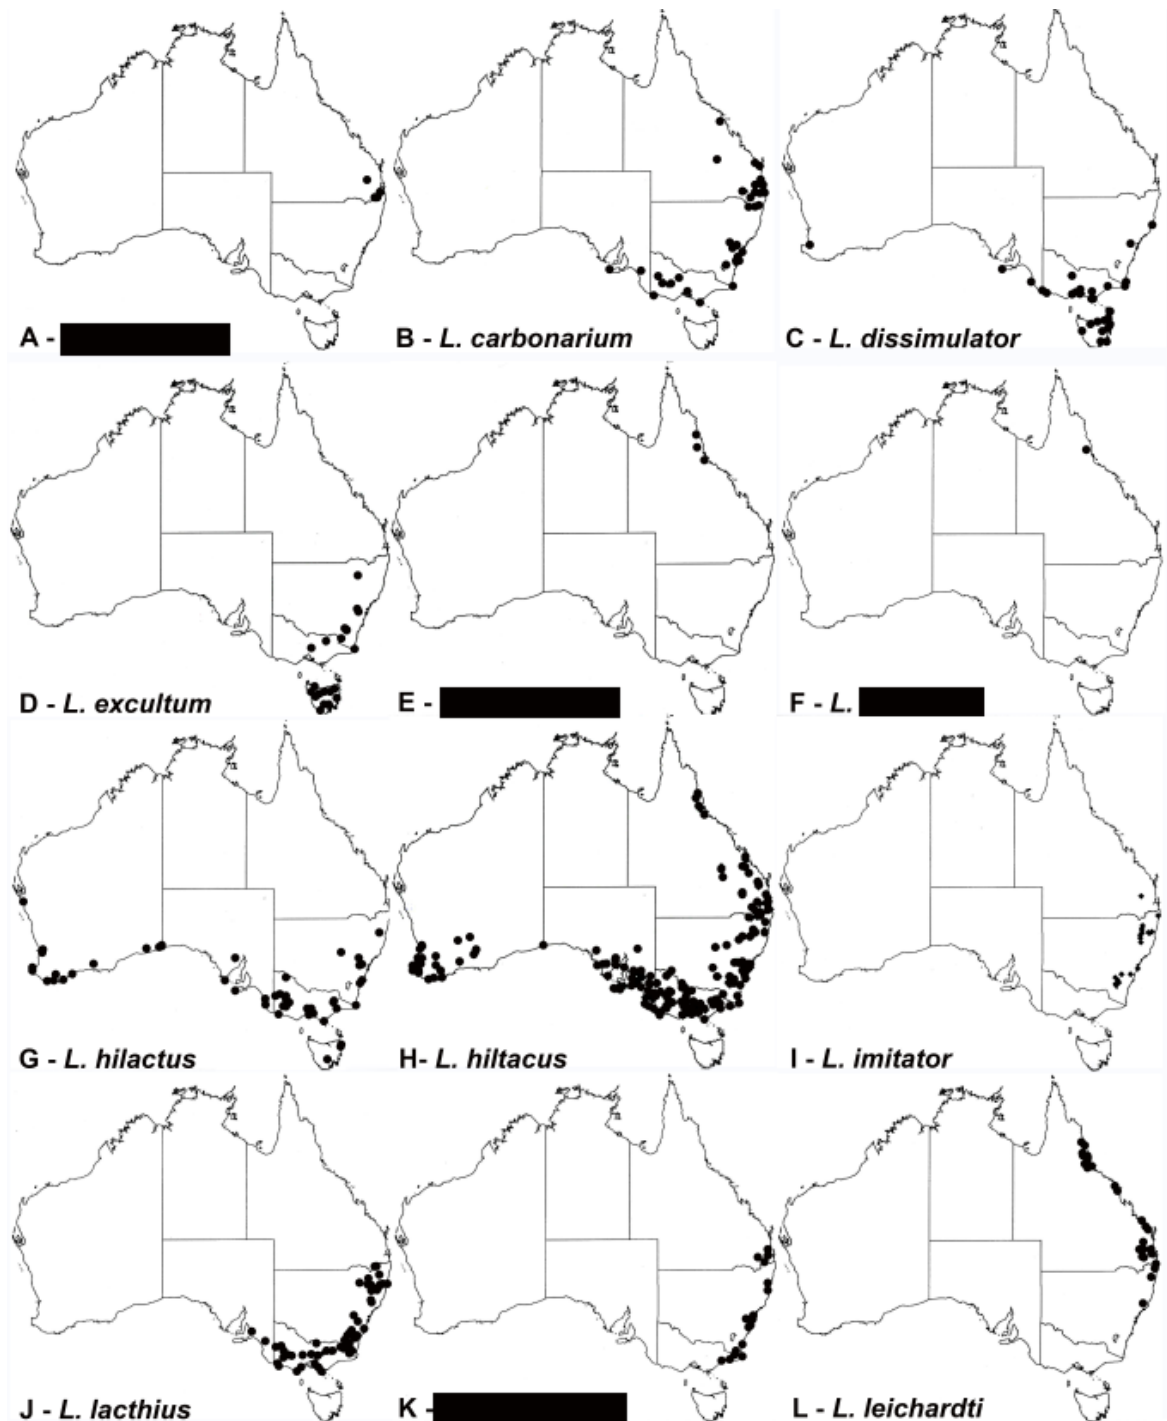 A -
B - L. carbonarium
C - L. dissimulator
D - L. excultum
E -
F - L.
G - L. hilactus
H- L. hiltacus
I - L. imitator
J - L. lacthius
K -
L - L. leichardti